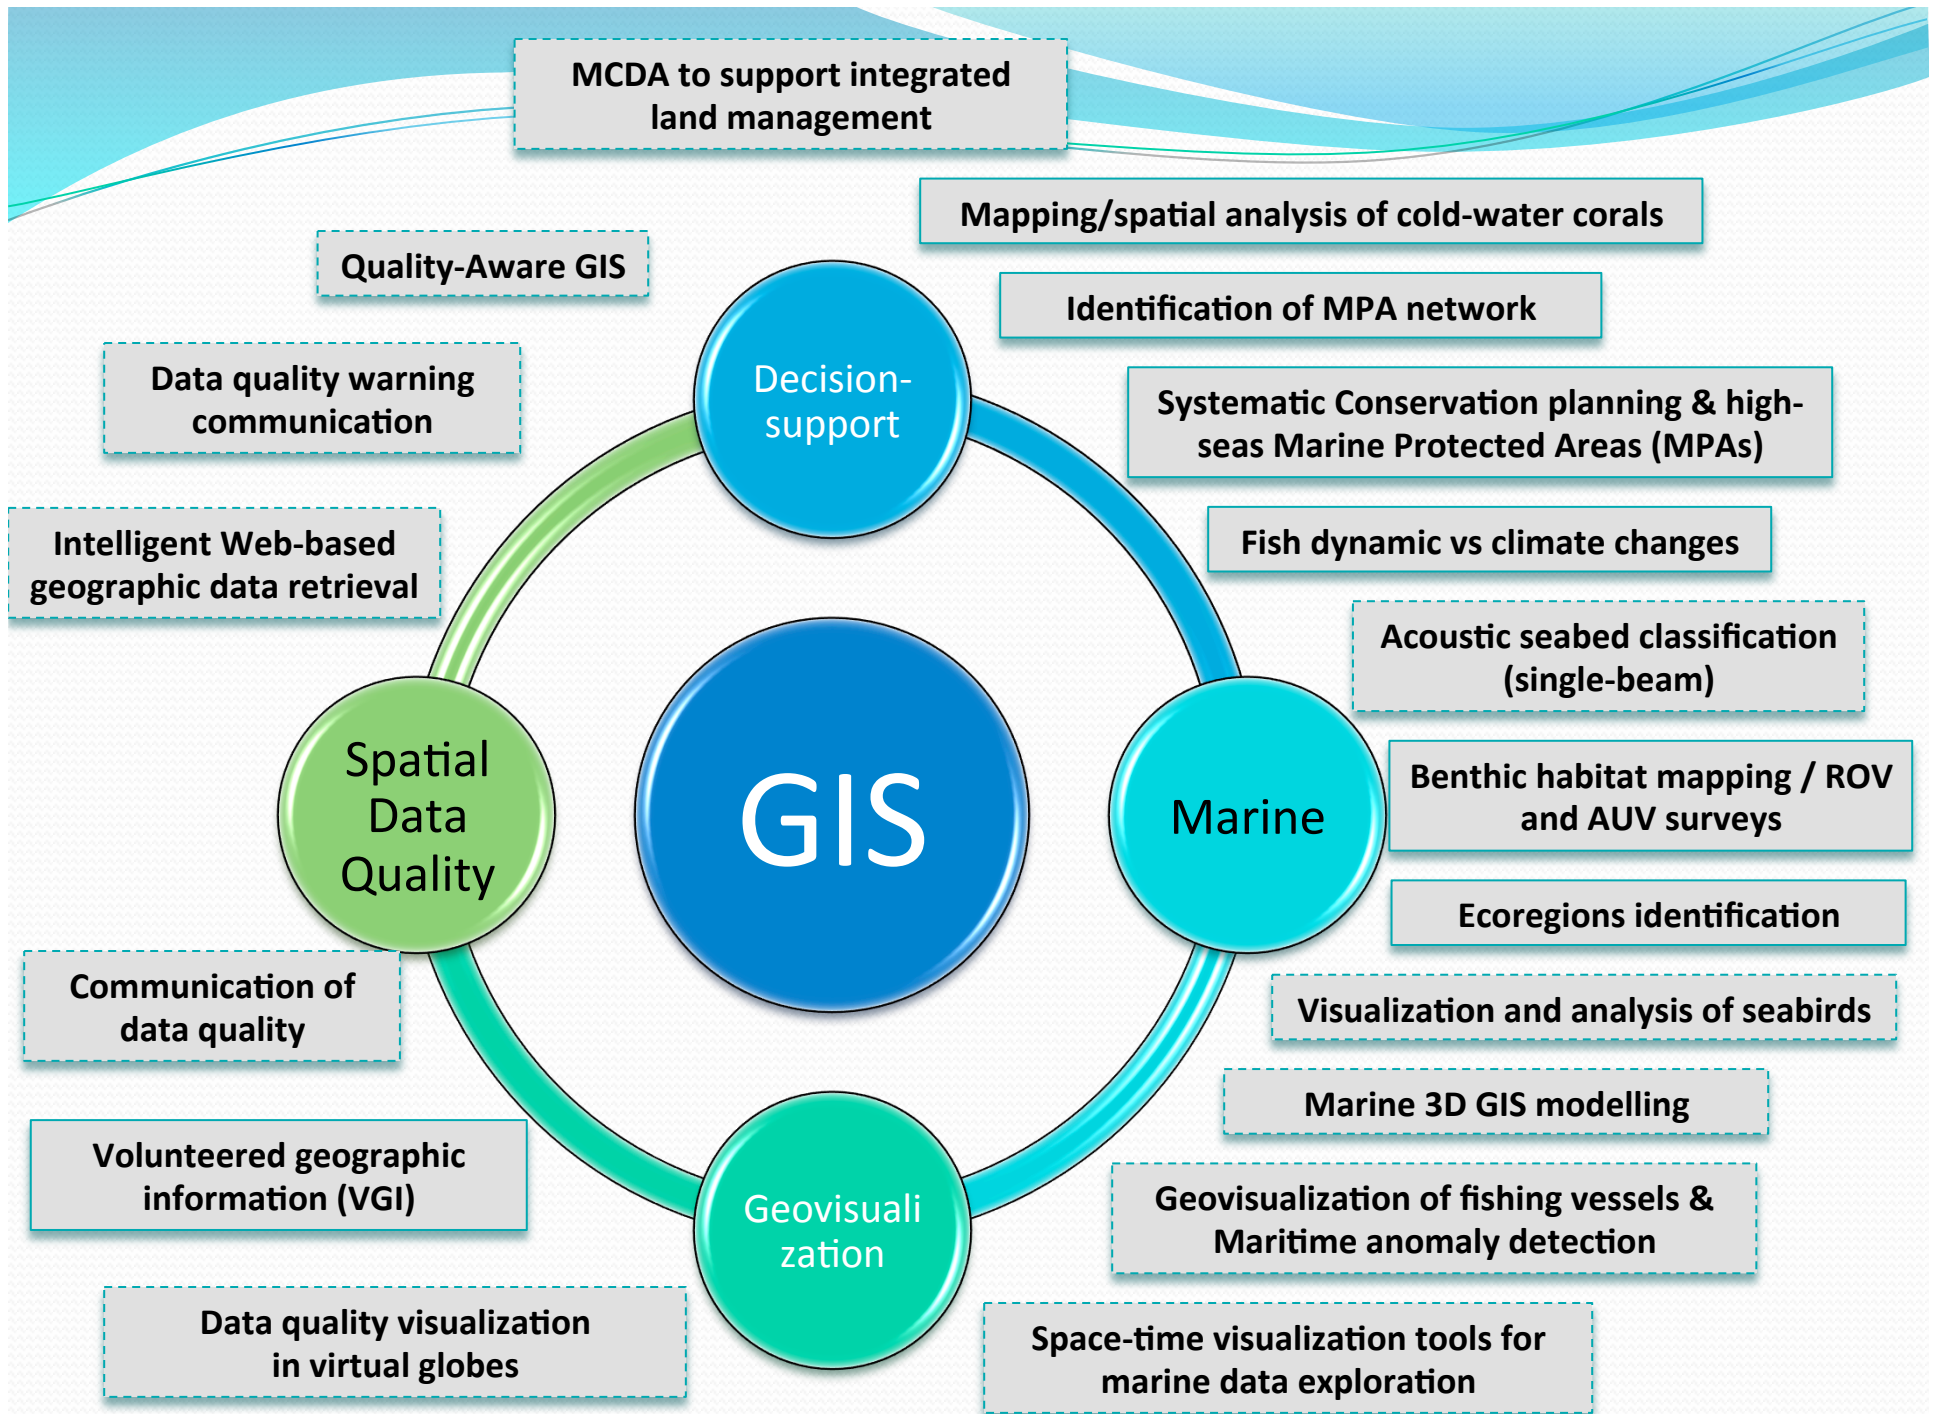 MCDA to support integrated
land management
Mapping/spatial analysis of cold-water corals
Quality-Aware GIS
Identification of MPA network
Data quality warning
communication
Decision-
support
Systematic Conservation planning & high-
seas Marine Protected Areas (MPAs)
Intelligent Web-based
geographic data retrieval
Fish dynamic vs climate changes
Acoustic seabed classification
(single-beam)
Spatial
Data
Quality
GIS
Marine
Benthic habitat mapping / ROV
and AUV surveys
Ecoregions identification
Communication of
data quality
Visualization and analysis of seabirds
Marine 3D GIS modelling
Volunteered geographic
information (VGI)
Geovisuali
zation
Geovisualization of fishing vessels &
Maritime anomaly detection
Data quality visualization
in virtual globes
Space-time visualization tools for
marine data exploration